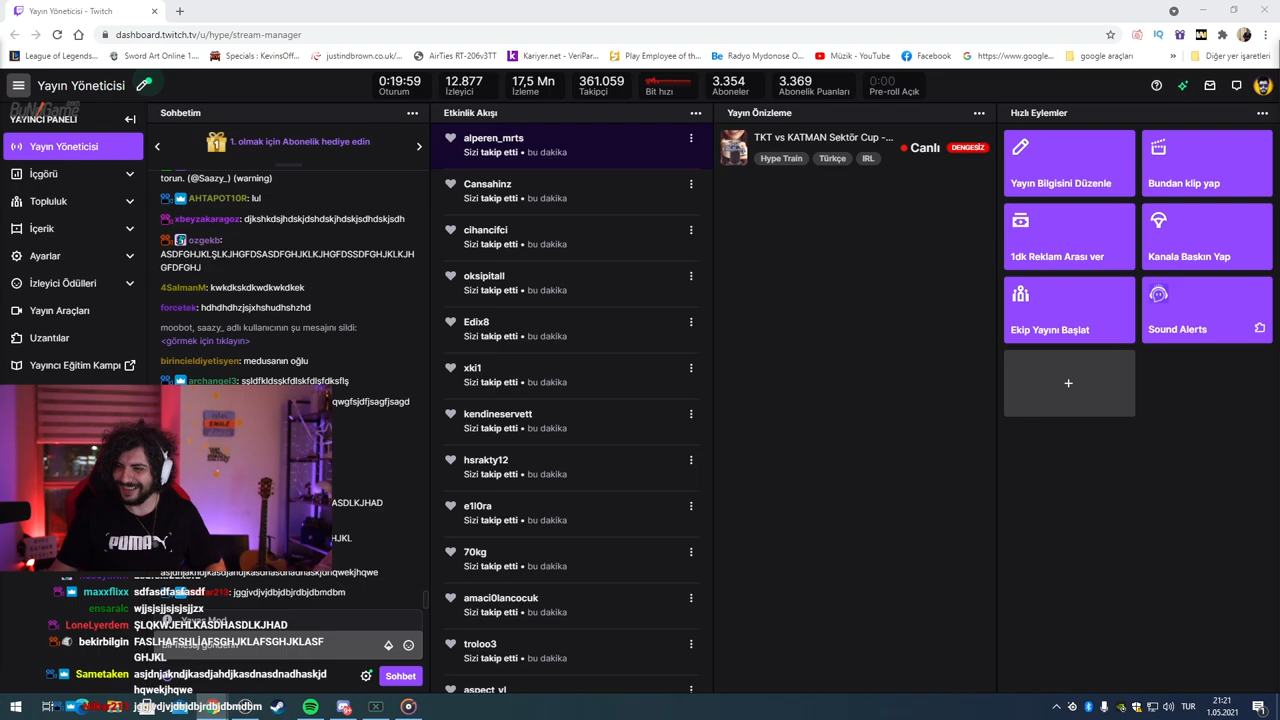 Yayın Yöneticisi - Twitch
dashboard.twitch.tv/u/hype/stream-manager
League of Legends...
Sword Art Online 1...
Specials : KevinsOff...
justindbrown.co.uk/...
AirTies RT-206v3TT
Kariyer.net - VeriPar...
Play Employee of the...
Radyo Mydonose O...
Müzik - YouTube
Facebook
https://www.google...
google araçları
Diğer yer işaretleri
Yayın Yöneticisi
0:19:59
Oturum
12.877
İzleyici
17,5 Mn
İzleme
361.059
Takipçi
Bit hızı
3.354
Aboneler
3.369
Abonelik Puanları
0:00
Pre-roll Açık
YAYINCI PANELİ
Yayın Yöneticisi
İçgörü
Topluluk
İçerik
Ayarlar
İzleyici Ödülleri
Yayın Araçları
Uzantılar
Yayıncı Eğitim Kampı
Sohbetim
1. olmak için Abonelik hediye edin
torun. (@Saazy_) (warning)
AHTAPOT10R: lul
xbeyzakaragoz: djkshkdsjhdskjdshdskjhdskjsdhdskjsdh
ozgekb:
ASDFGHJKLŞLKJHGFDSASDFGHJKLKJHGFDSSDFGHJKLKJH
GFDFGHJ
4SalmanM: kwkdkskdkwdkwkdkek
forcetek: hdhdhdhzjsjxhshudhshzhd
moobot, saazy_ adlı kullanıcının şu mesajını sildi:
<görmek için tıklayın>
birincieldiyetisyen: medusanın oğlu
archangel3: ssjldfkldsskfdlskfdlsfdksflş
qwgfsjdfjsagfjsagd
ASDLKJHAD
HJKL
maxxflixx sdfasdfasfasdf
ensaralc wjjsjsjjsjsjsjjzx
LoneLyerdem ŞLQKWJEHLKASDHASDLKJHAD
bekirbilgin FASLHAFSHLİAFSGHJKLAFSGHJKLASF
GHJKL
Sametaken asjdnjakndjkasdjahdjkasdnasdnadhaskjd
hqwekjhqwe
jggjvdjvjdbjdbjrdbjdbmdbm
Sohbet
Etkinlik Akışı
alperen_mrts
Sizi takip etti • bu dakika
Cansahinz
Sizi takip etti • bu dakika
cihancifci
Sizi takip etti • bu dakika
oksipitall
Sizi takip etti • bu dakika
Edix8
Sizi takip etti • bu dakika
xki1
Sizi takip etti • bu dakika
kendineservett
Sizi takip etti • bu dakika
hsrakty12
Sizi takip etti • bu dakika
e1l0ra
Sizi takip etti • bu dakika
70kg
Sizi takip etti • bu dakika
amaci0lancocuk
Sizi takip etti • bu dakika
troloo3
Sizi takip etti • bu dakika
aspect_vl
Yayın Önizleme
TKT vs KATMAN Sektör Cup -...
Hype Train
Türkçe
IRL
Canlı
DENGESİZ
Hızlı Eylemler
Yayın Bilgisini Düzenle
Bundan klip yap
1dk Reklam Arası ver
Kanala Baskın Yap
Ekip Yayını Başlat
Sound Alerts
PUMA
TUR
21:21
1.05.2021